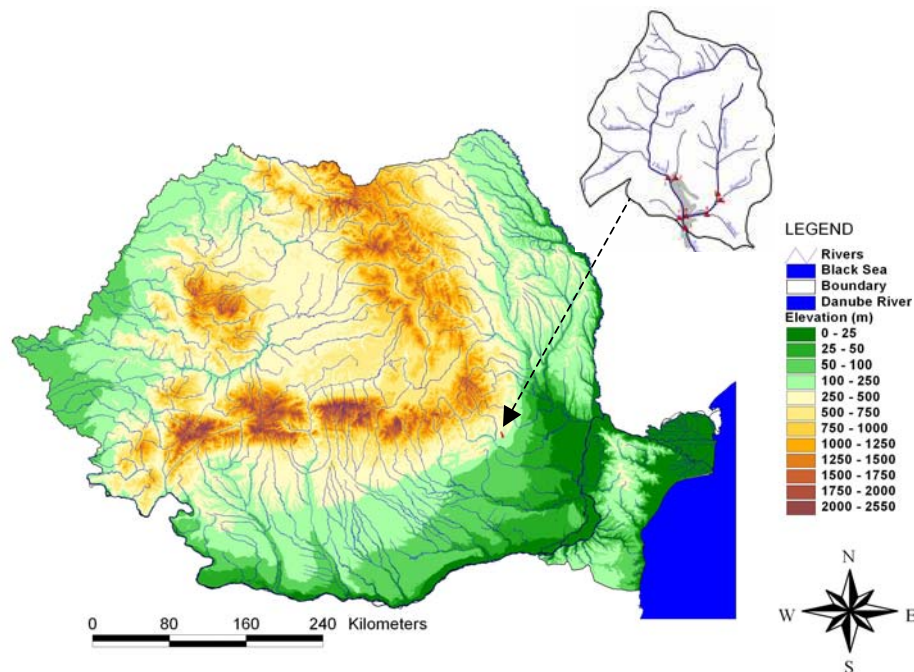 LEGEND
Rivers
Black Sea
Boundary
Danube River
Elevation (m)
0 - 25
25 - 50
50 - 100
100 - 250
250 - 500
500 - 750
750 - 1000
1000 - 1250
1250 - 1500
1500 - 1750
1750 - 2000
2000 - 2550
N
W
E
S
0 80 160 240 Kilometers